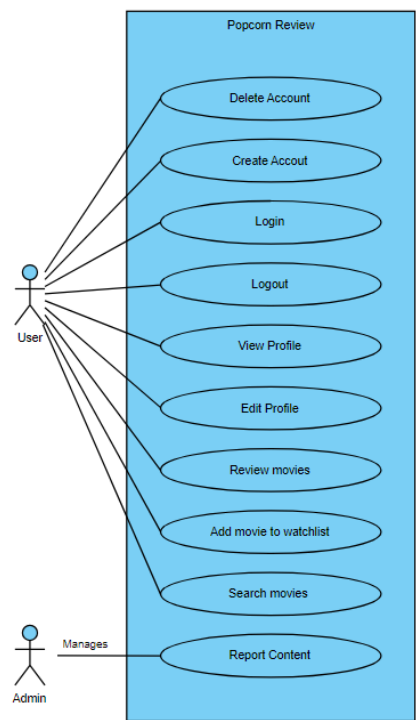 Popcorn Review
Delete Account
Create Accout
Login
Logout
User
View Profile
Edit Profile
Review movies
Add movie to watchlist
Search movies
Manages
Report Content
Admin